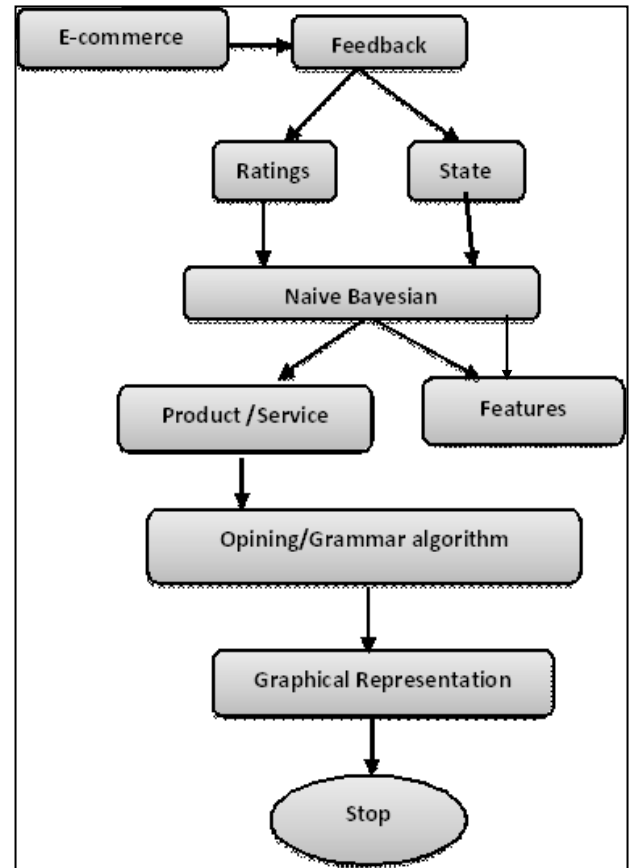 E-commerce
Feedback
Ratings
State
Naive Bayesian
Product /Service
Features
Opining/Grammar algorithm
Graphical Representation
Stop